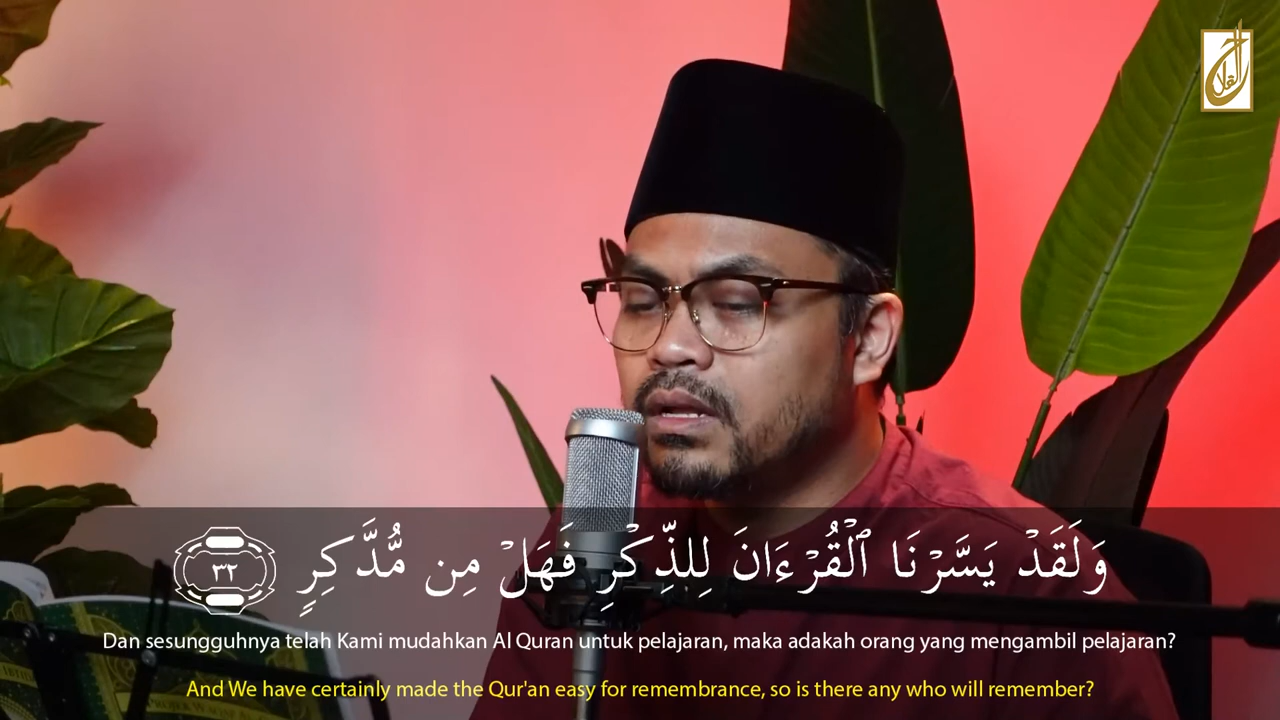 القلاح
وَلَقَدْ يَسَّرْنَا ٱلْقُرْءَانَ لِلذِّكْرِ فَهَلْ مِن مُّدَّكِرٍ ٣٢
Dan sesungguhnya telah Kami mudahkan Al Quran untuk pelajaran, maka adakah orang yang mengambil pelajaran?
And We have certainly made the Qur'an easy for remembrance, so is there any who will remember?